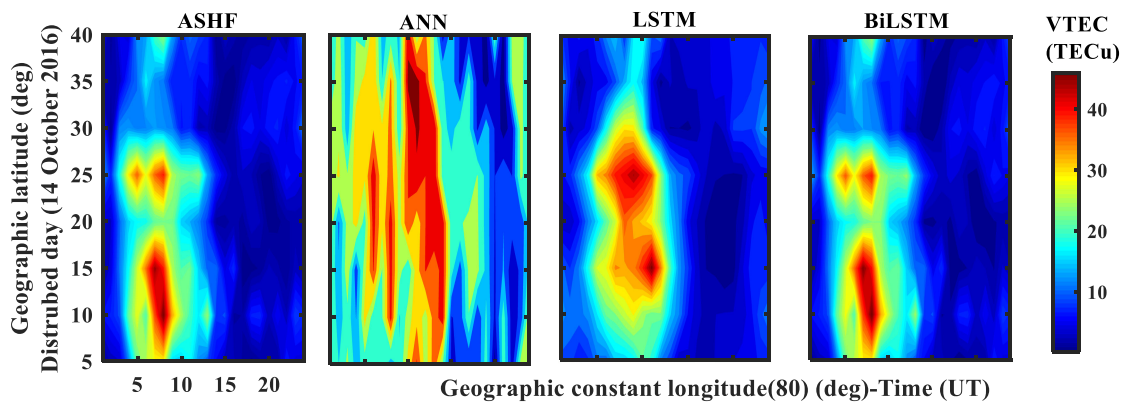 ASHF
ANN
LSTM
BiLSTM
VTEC
(TECu)
Geographic latitude (deg)
Distrubed day (14 October 2016)
40
35
30
25
20
15
10
5
5 10 15 20
40
30
20
10
Geographic constant longitude(80) (deg)-Time (UT)